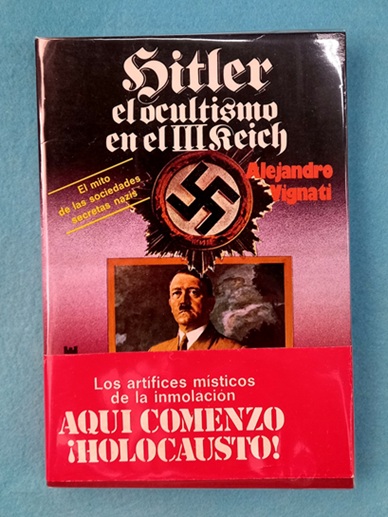 Hitler
el ocultismo
en el III Reich
Alejandro
Vignati
El mito
de las sociedades
secretas nazis
Los artífices místicos
de la inmolación
AQUI COMENZO
¡HOLOCAUSTO!